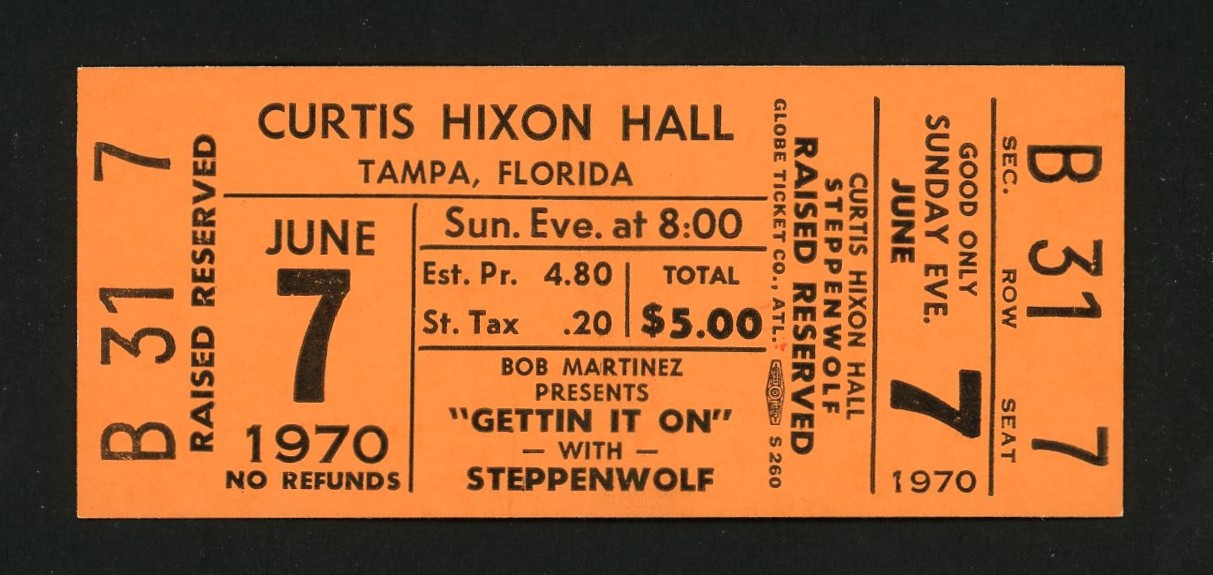 B 31 7
RAISED RESERVED
CURTIS HIXON HALL
TAMPA, FLORIDA
JUNE
7
1970
NO REFUNDS
Sun. Eve. at 8:00
Est. Pr. 4.80
St. Tax .20
TOTAL
$5.00
BOB MARTINEZ
PRESENTS
"GETTIN IT ON"
— WITH —
STEPPENWOLF
GLOBE TICKET CO., ATL. S 260
RAISED RESERVED
STEPPENWOLF
CURTIS HIXON HALL
GOOD ONLY
SUNDAY EVE.
JUNE
7
1970
SEC. ROW SEAT
B 31 7